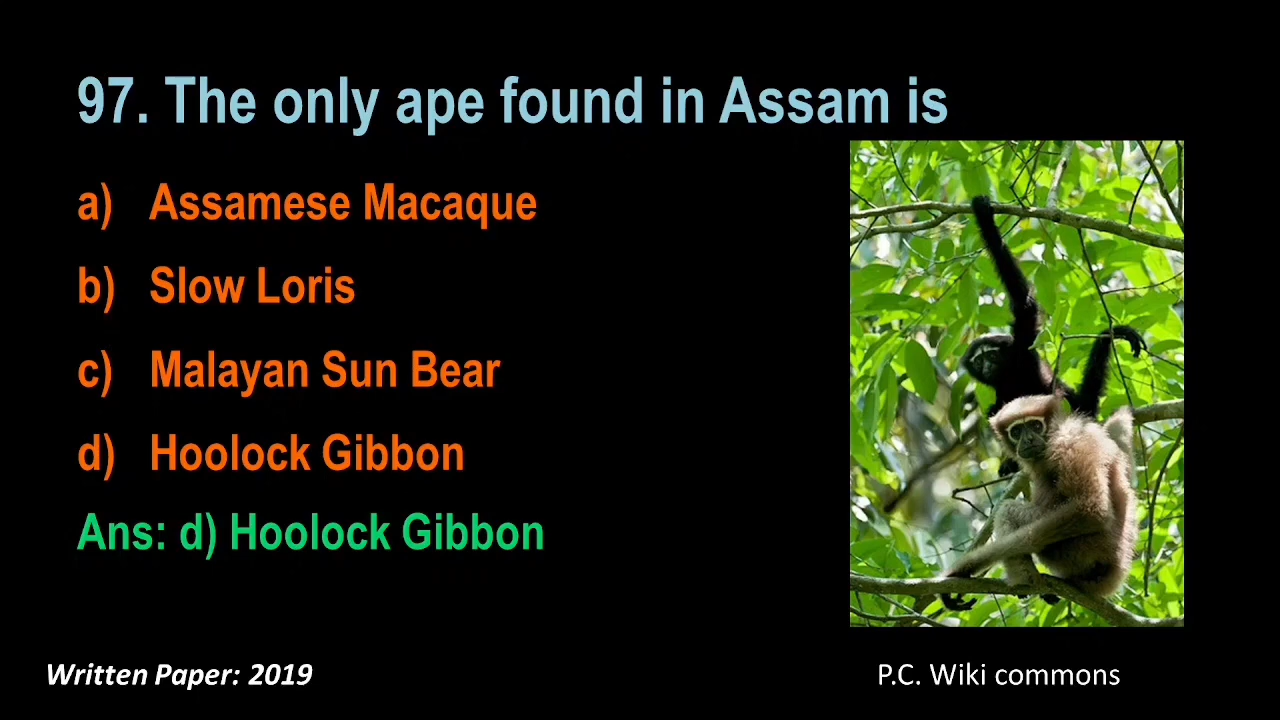 97. The only ape found in Assam is
a) Assamese Macaque
b) Slow Loris
c) Malayan Sun Bear
d) Hoolock Gibbon
Ans: d) Hoolock Gibbon
Written Paper: 2019
P.C. Wiki commons